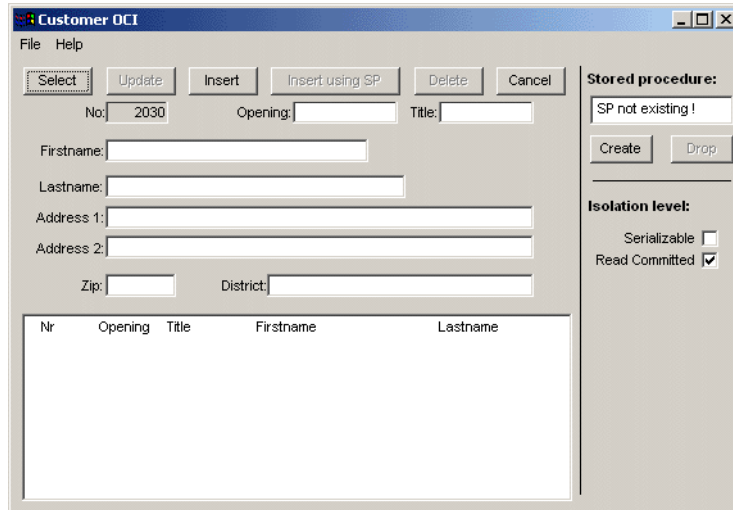 Customer OCI
File Help
Select Update Insert Insert using SP Delete Cancel
No: 2030 Opening: Title:
Firstname:
Lastname:
Address 1:
Address 2:
Zip: District:
Nr Opening Title Firstname Lastname
Stored procedure:
SP not existing !
Create Drop
Isolation level:
Serializable
Read Committed